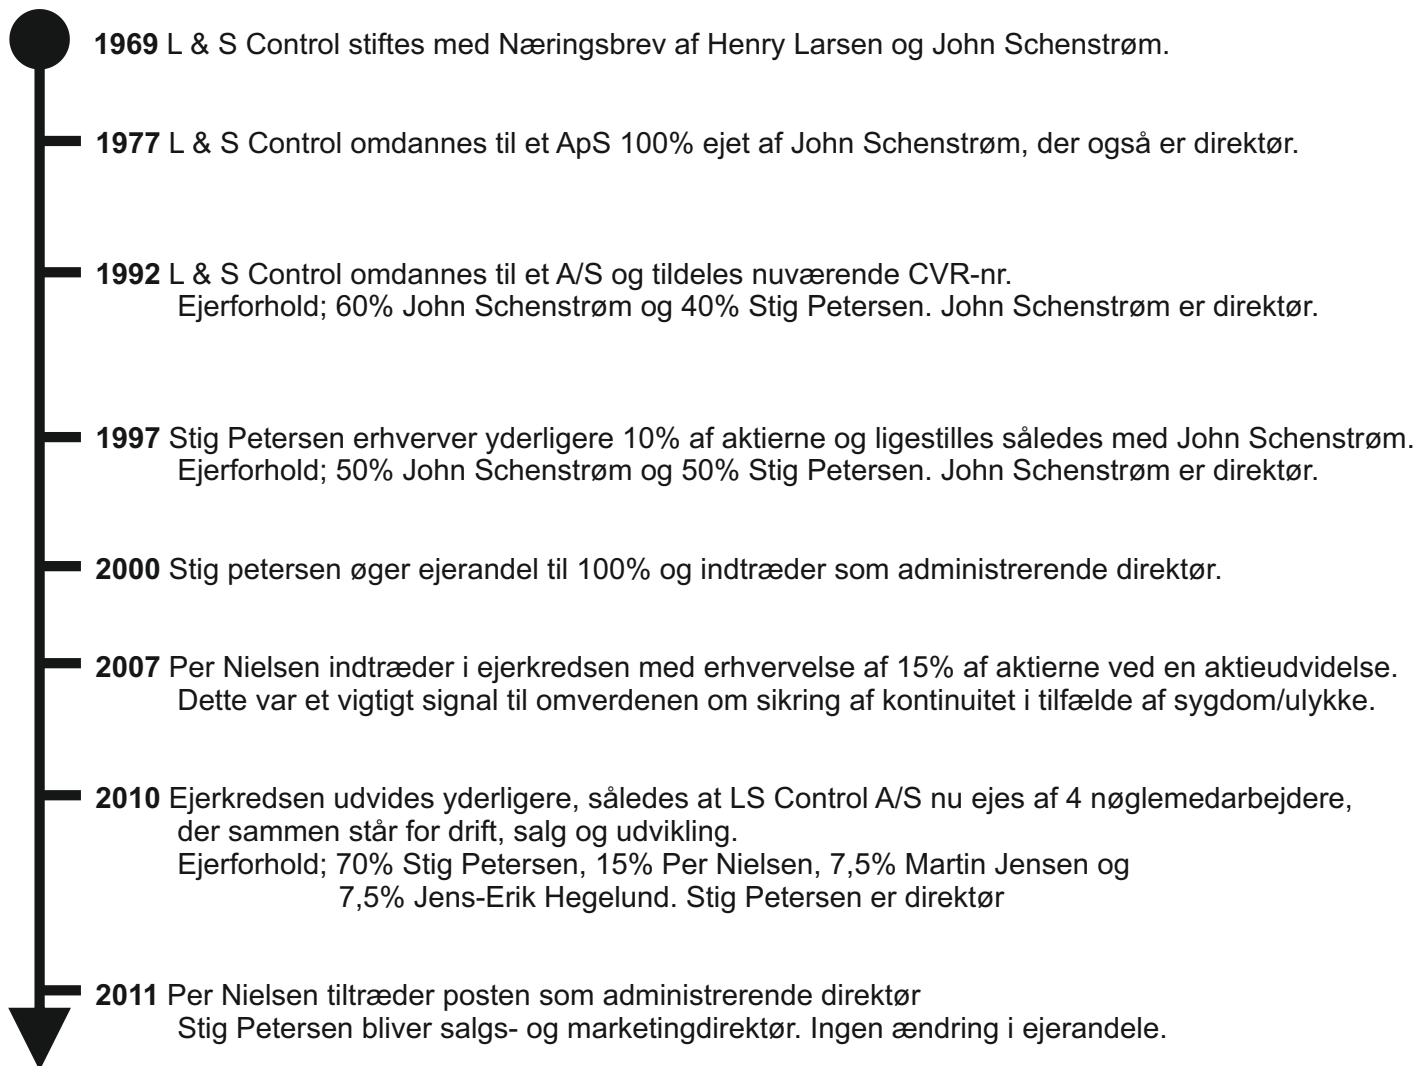 1969 L & S Control stiftes med Næringsbrev af Henry Larsen og John Schenstrøm.
1977 L & S Control omdannes til et ApS 100% ejet af John Schenstrøm, der også er direktør.
1992 L & S Control omdannes til et A/S og tildeles nuværende CVR-nr.
Ejerforhold; 60% John Schenstrøm og 40% Stig Petersen. John Schenstrøm er direktør.
1997 Stig Petersen erhverver yderligere 10% af aktierne og ligestilles således med John Schenstrøm.
Ejerforhold; 50% John Schenstrøm og 50% Stig Petersen. John Schenstrøm er direktør.
2000 Stig petersen øger ejerandel til 100% og indtræder som administrerende direktør.
2007 Per Nielsen indtræder i ejerkredsen med erhvervelse af 15% af aktierne ved en aktieudvidelse.
Dette var et vigtigt signal til omverdenen om sikring af kontinuitet i tilfælde af sygdom/ulykke.
2010 Ejerkredsen udvides yderligere, således at LS Control A/S nu ejes af 4 nøglemedarbejdere,
der sammen står for drift, salg og udvikling.
Ejerforhold; 70% Stig Petersen, 15% Per Nielsen, 7,5% Martin Jensen og
7,5% Jens-Erik Hegelund. Stig Petersen er direktør
2011 Per Nielsen tiltræder posten som administrerende direktør
Stig Petersen bliver salgs- og marketingdirektør. Ingen ændring i ejerandele.